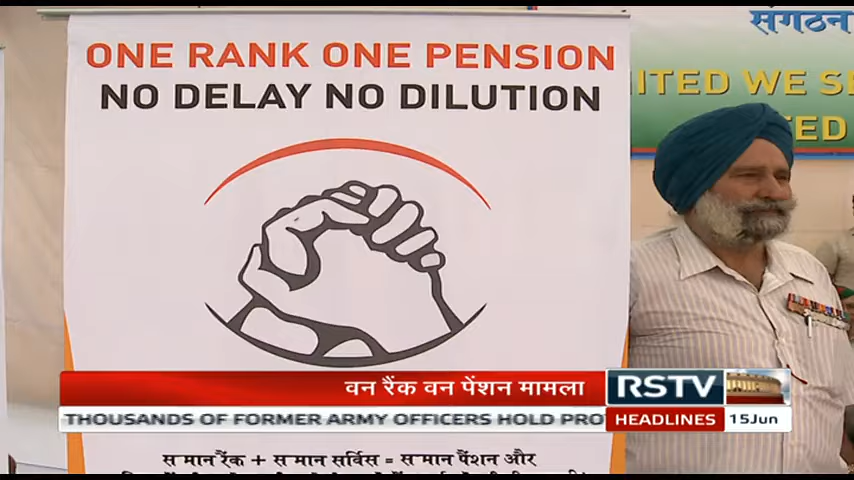 ONE RANK ONE PENSION
NO DELAY NO DILUTION
संगठन
UNITED WE
वन रैंक वन पेंशन मामला
RSTV
THOUSANDS OF FORMER ARMY OFFICERS HOLD PRO
HEADLINES
15Jun
समान रैंक + समान सर्विस = समान पेंशन और